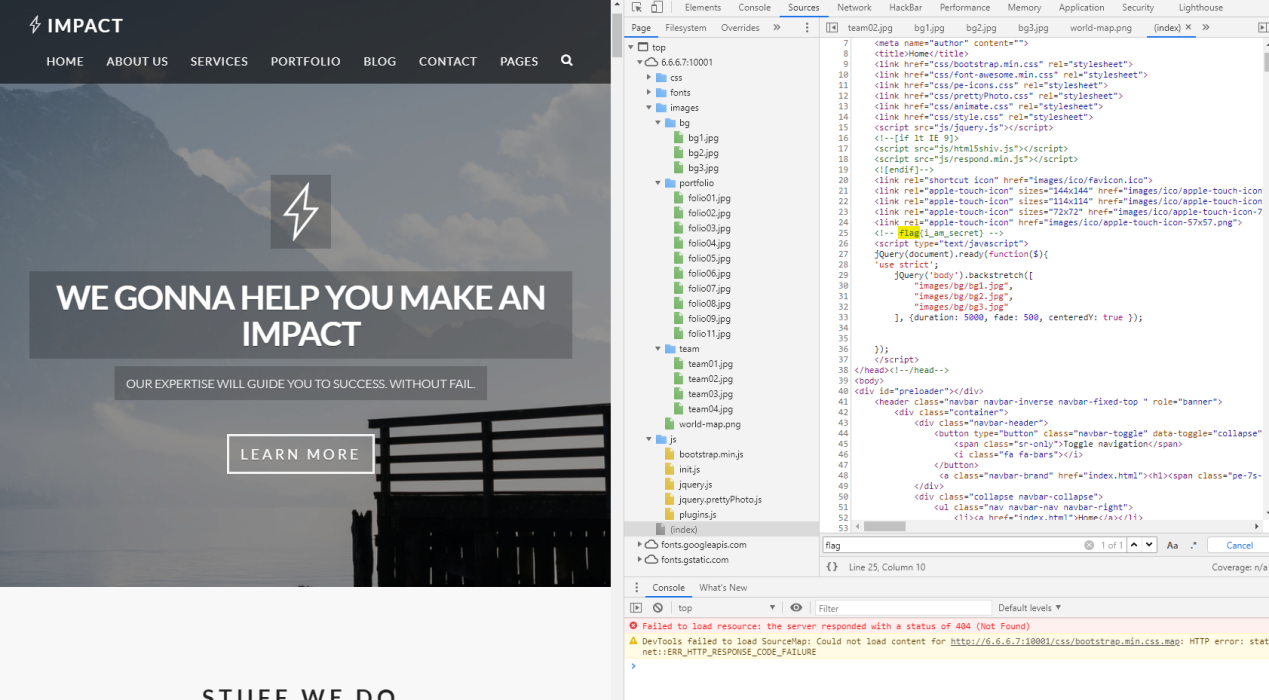 IMPACT
HOME ABOUT US SERVICES PORTFOLIO BLOG CONTACT PAGES
WE GONNA HELP YOU MAKE AN
IMPACT
OUR EXPERTISE WILL GUIDE YOU TO SUCCESS. WITHOUT FAIL.
LEARN MORE
STUFF WE DO
Elements Console Sources Network HackBar Performance Memory Application Security Lighthouse
Page Filesystem Overrides »
top
6.6.6.7:10001
css
fonts
images
bg
bg1.jpg
bg2.jpg
bg3.jpg
portfolio
folio01.jpg
folio02.jpg
folio03.jpg
folio04.jpg
folio05.jpg
folio06.jpg
folio07.jpg
folio08.jpg
folio09.jpg
folio11.jpg
team
team01.jpg
team02.jpg
team03.jpg
team04.jpg
world-map.png
js
bootstrap.min.js
init.js
jquery.js
jquery.prettyPhoto.js
plugins.js
(index)
fonts.googleapis.com
fonts.gstatic.com
team02.jpg bg1.jpg bg2.jpg bg3.jpg world-map.png (index) × »
7 <meta name="author" content="">
8 <title>Home</title>
9 <link href="css/bootstrap.min.css" rel="stylesheet">
10 <link href="css/font-awesome.min.css" rel="stylesheet">
11 <link href="css/pe-icons.css" rel="stylesheet">
12 <link href="css/prettyPhoto.css" rel="stylesheet">
13 <link href="css/animate.css" rel="stylesheet">
14 <link href="css/style.css" rel="stylesheet">
15 <script src="js/jquery.js"></script>
16 <!--[if lt IE 9]>
17 <script src="js/html5shiv.js"></script>
18 <script src="js/respond.min.js"></script>
19 <![endif]-->
20 <link rel="shortcut icon" href="images/ico/favicon.ico">
21 <link rel="apple-touch-icon" sizes="144x144" href="images/ico/apple-touch-icon
22 <link rel="apple-touch-icon" sizes="114x114" href="images/ico/apple-touch-icon
23 <link rel="apple-touch-icon" sizes="72x72" href="images/ico/apple-touch-icon-7
24 <link rel="apple-touch-icon" href="images/ico/apple-touch-icon-57x57.png">
25 <!-- flag{i_am_secret} -->
26 <script type="text/javascript">
27 jQuery(document).ready(function($){
28 'use strict';
29 jQuery('body').backstretch([
30 "images/bg/bg1.jpg",
31 "images/bg/bg2.jpg",
32 "images/bg/bg3.jpg"
33 ], {duration: 5000, fade: 500, centeredY: true });
34
35
36 });
37 </script>
38 </head><!--/head-->
39 <body>
40 <div id="preloader"></div>
41 <header class="navbar navbar-inverse navbar-fixed-top " role="banner">
42 <div class="container">
43 <div class="navbar-header">
44 <button type="button" class="navbar-toggle" data-toggle="collapse"
45 <span class="sr-only">Toggle navigation</span>
46 <i class="fa fa-bars"></i>
47 </button>
48 <a class="navbar-brand" href="index.html"><h1><span class="pe-7s-
49 </div>
50 <div class="collapse navbar-collapse">
51 <ul class="nav navbar-nav navbar-right">
52 <li><a href="index.html">Home</a></li>
53
flag 1 of 1 Aa .* Cancel
{} Line 25, Column 10 Coverage: n/a
Console What's New
top Filter Default levels
Failed to load resource: the server responded with a status of 404 (Not Found)
DevTools failed to load SourceMap: Could not load content for http://6.6.6.7:10001/css/bootstrap.min.css.map: HTTP error: stat
net::ERR_HTTP_RESPONSE_CODE_FAILURE